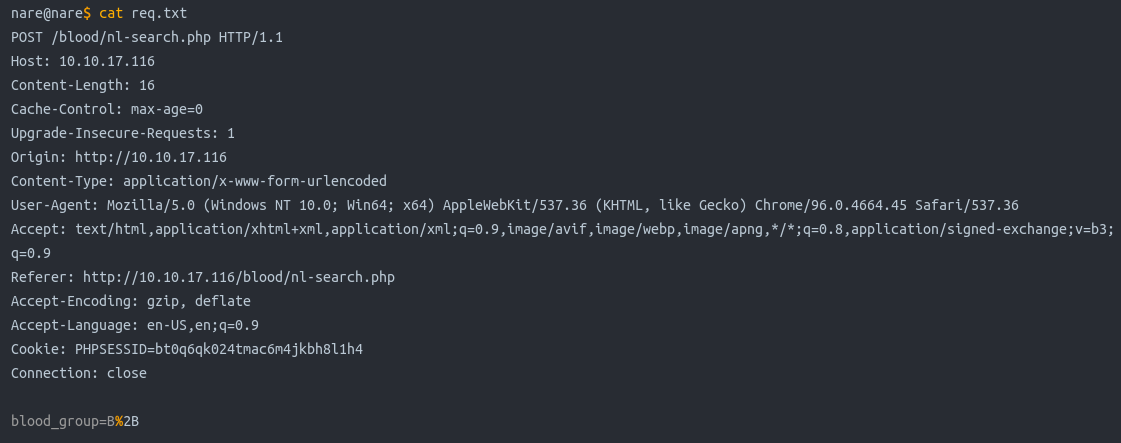 nare@nare$ cat req.txt
POST /blood/nl-search.php HTTP/1.1
Host: 10.10.17.116
Content-Length: 16
Cache-Control: max-age=0
Upgrade-Insecure-Requests: 1
Origin: http://10.10.17.116
Content-Type: application/x-www-form-urlencoded
User-Agent: Mozilla/5.0 (Windows NT 10.0; Win64; x64) AppleWebKit/537.36 (KHTML, like Gecko) Chrome/96.0.4664.45 Safari/537.36
Accept: text/html,application/xhtml+xml,application/xml;q=0.9,image/avif,image/webp,image/apng,*/*;q=0.8,application/signed-exchange;v=b3;
q=0.9
Referer: http://10.10.17.116/blood/nl-search.php
Accept-Encoding: gzip, deflate
Accept-Language: en-US,en;q=0.9
Cookie: PHPSESSID=bt0q6qk024tmac6m4jkbh8l1h4
Connection: close
blood_group=B%2B